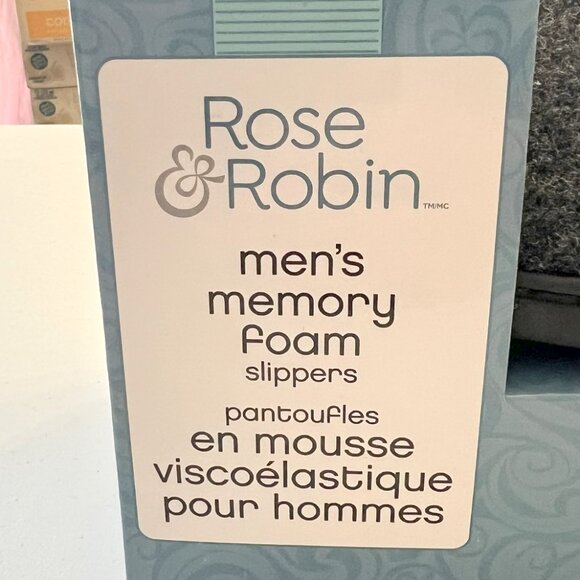 Rose
& Robin TM/MC
men's
memory
foam
slippers
pantoufles
en mousse
viscoélastique
pour hommes